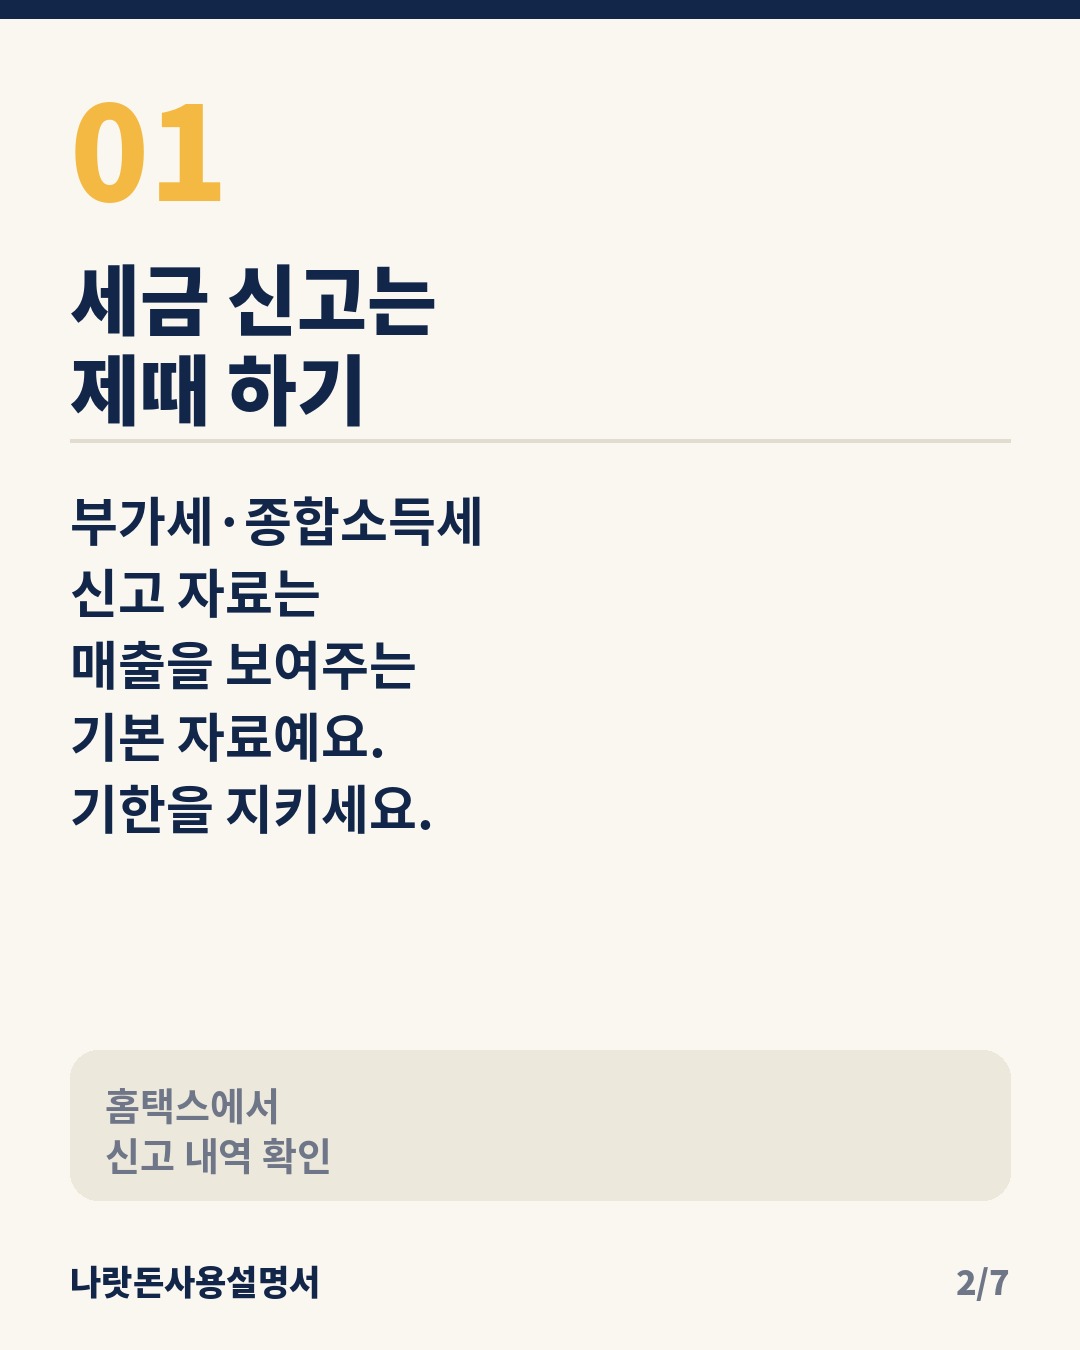 01
세금 신고는
제때 하기
부가세·종합소득세
신고 자료는
매출을 보여주는
기본 자료예요.
기한을 지키세요.
홈택스에서
신고 내역 확인
나랏돈사용설명서
2/7